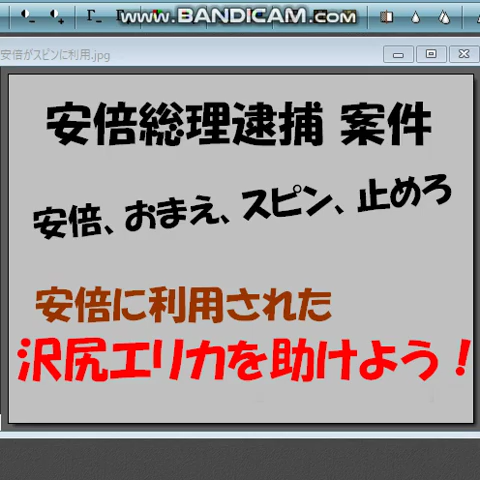 www.BANDICAM.com
安倍がスピンに利用.jpg
安倍総理逮捕 案件
安倍、おまえ、スピン、止めろ
安倍に利用された
沢尻エリカを助けよう！